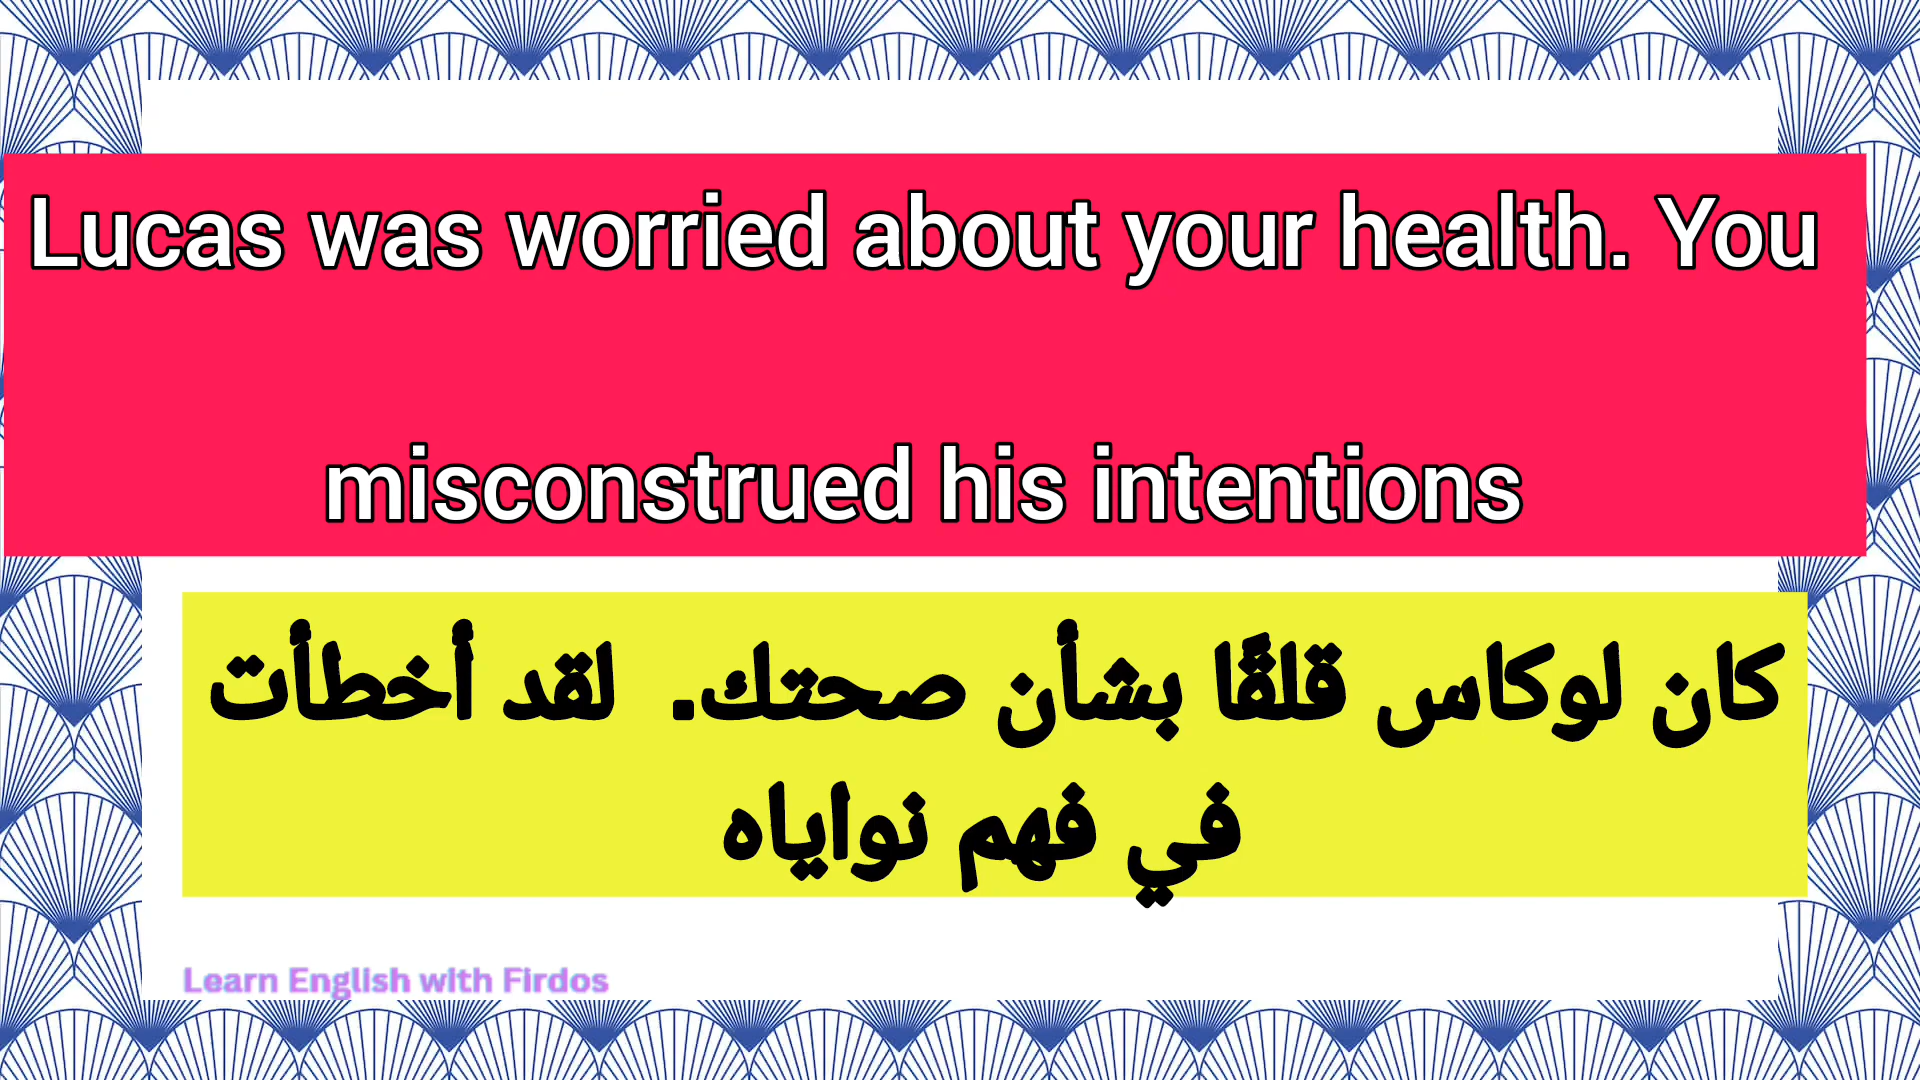 Lucas was worried about your health. You
misconstrued his intentions
كان لوكاس قلقًا بشأن صحتك. لقد أخطأت
في فهم نواياه
Learn English with Firdos